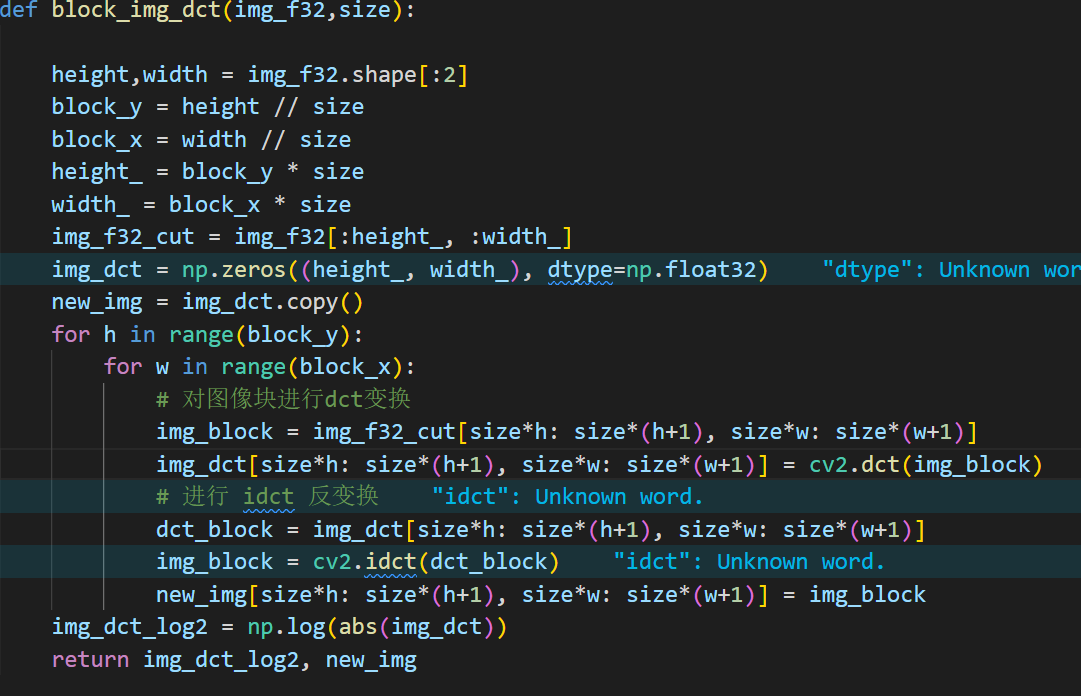 def block_img_dct(img_f32,size):
    height,width = img_f32.shape[:2]
    block_y = height // size
    block_x = width // size
    height_ = block_y * size
    width_ = block_x * size
    img_f32_cut = img_f32[:height_, :width_]
    img_dct = np.zeros((height_, width_), dtype=np.float32)    "dtype": Unknown
    new_img = img_dct.copy()
    for h in range(block_y):
        for w in range(block_x):
            # 对图像块进行dct变换
            img_block = img_f32_cut[size*h: size*(h+1), size*w: size*(w+1)]
            img_dct[size*h: size*(h+1), size*w: size*(w+1)] = cv2.dct(img_block)
            # 进行 idct 反变换    "idct": Unknown word.
            dct_block = img_dct[size*h: size*(h+1), size*w: size*(w+1)]
            img_block = cv2.idct(dct_block)    "idct": Unknown word.
            new_img[size*h: size*(h+1), size*w: size*(w+1)] = img_block
    img_dct_log2 = np.log(abs(img_dct))
    return img_dct_log2, new_img